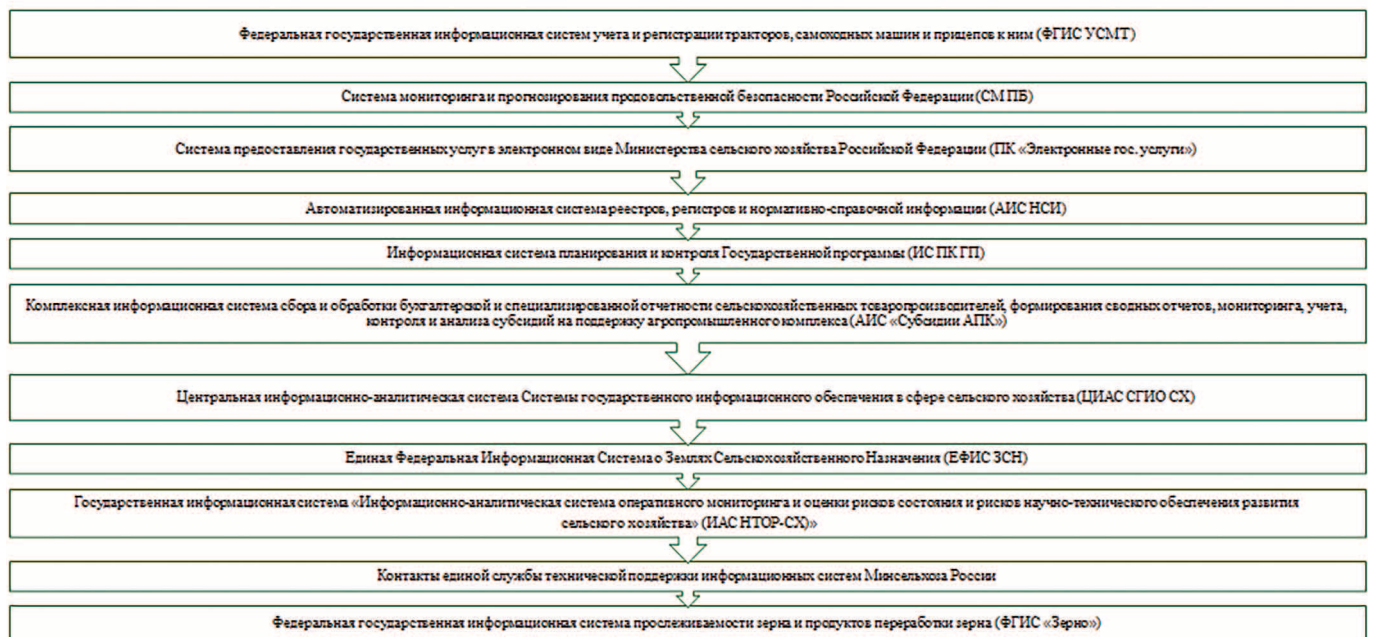 Федеральная государственная информационная систем учета и регистрации тракторов, самоходных машин и прицепов к ним (ФГИС УСМТ)
Система мониторинга и прогнозирования продовольственной безопасности Российской Федерации (СМ ПБ)
Система предоставления государственных услуг в электронном виде Министерства сельского хозяйства Российской Федерации (ПК «Электронные гос. услуги»)
Автоматизированная информационная система реестров, регистров и нормативно-справочной информации (АИС НСИ)
Информационная система планирования и контроля Государственной программы (ИС ПК ГП)
Комплексная информационная система сбора и обработки бухгалтерской и специализированной отчетности сельскохозяйственных товаропроизводителей, формирования сводных отчетов, мониторинга, учета,
контроля и анализа субсидий на поддержку агропромышленного комплекса (АИС «Субсидии АПК»)
Центральная информационно-аналитическая система Системы государственного информационного обеспечения в сфере сельского хозяйства (ЦИАС СГИО СХ)
Единая Федеральная Информационная Система о Землях Сельскохозяйственного Назначения (ЕФИС ЗСН)
Государственная информационная система «Информационно-аналитическая система оперативного мониторинга и оценки рисков состояния и рисков научно-технического обеспечения развития
сельского хозяйства» (ИАС НТОР-СХ)»
Контакты единой службы технической поддержки информационных систем Минсельхоза России
Федеральная государственная информационная система прослеживаемости зерна и продуктов переработки зерна (ФГИС «Зерно»)